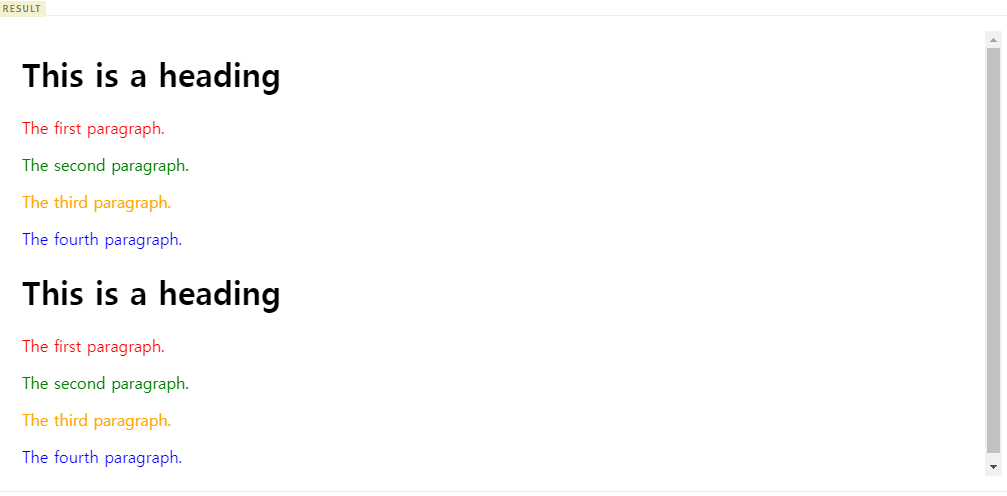 RESULT
This is a heading
The first paragraph.
The second paragraph.
The third paragraph.
The fourth paragraph.
This is a heading
The first paragraph.
The second paragraph.
The third paragraph.
The fourth paragraph.